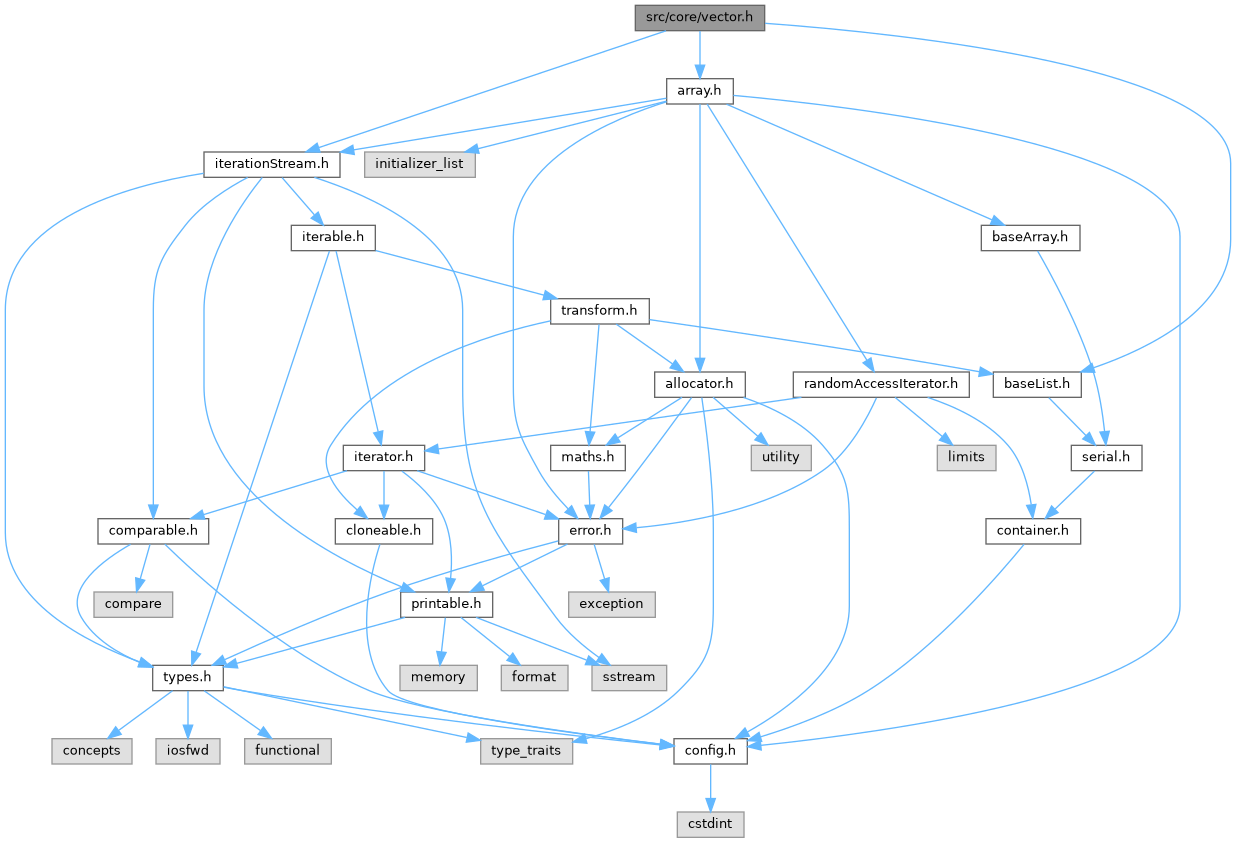 src/core/vector.h
array.h
iterationStream.h
initializer_list
iterable.h
baseArray.h
transform.h
allocator.h
randomAccessIterator.h
baseList.h
iterator.h
maths.h
utility
limits
serial.h
comparable.h
cloneable.h
error.h
container.h
compare
printable.h
exception
types.h
memory
format
sstream
concepts
iosfwd
functional
type_traits
config.h
cstdint